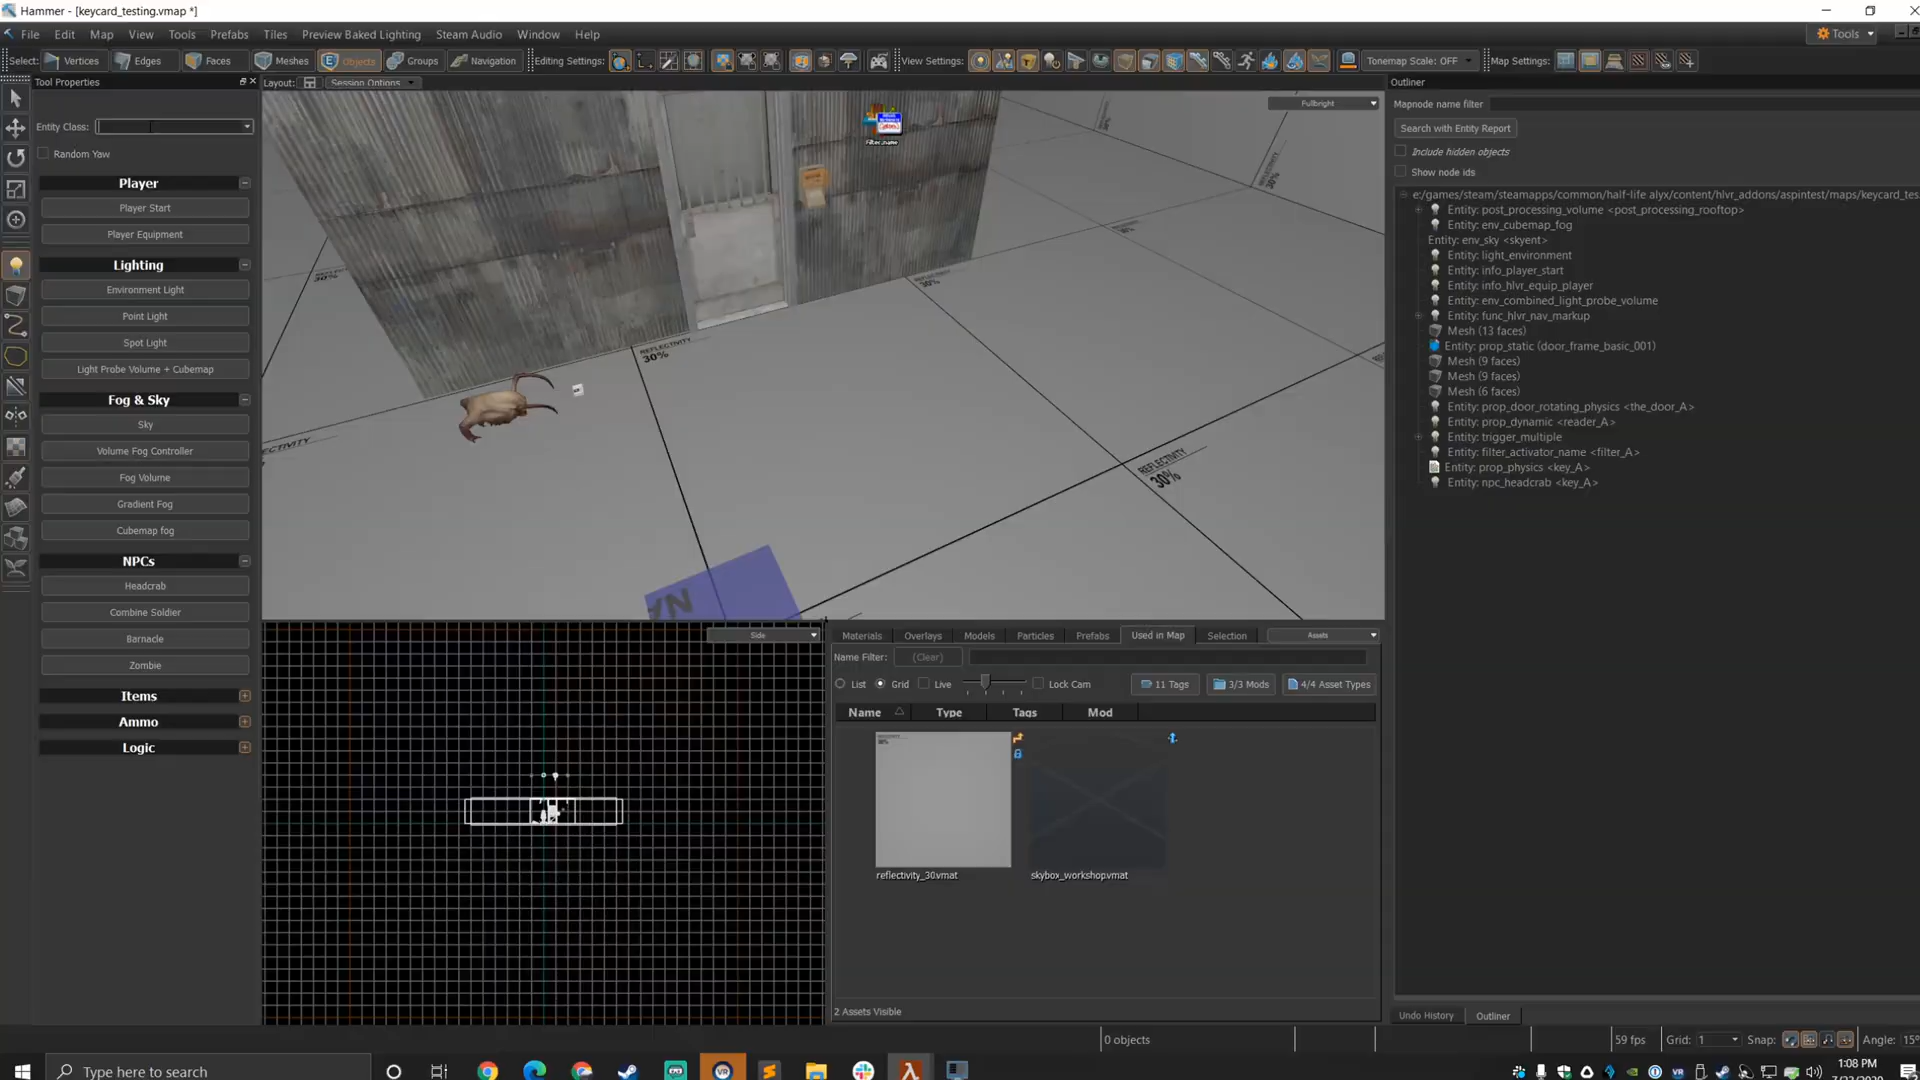 Hammer - [keycard_testing.vmap *]
File Edit Map View Tools Prefabs Tiles Preview Baked Lighting Steam Audio Window Help
Tools
Select: Vertices Edges Faces Meshes Objects Groups Navigation Editing Settings: View Settings: Tonemap Scale: OFF Map Settings:
Tool Properties
Layout: Session Options
Outliner
Fullbright
Mapnode name filter
Entity Class:
Search with Entity Report
Random Yaw
Include hidden objects
Show node ids
Player
Player Start
Player Equipment
Lighting
Environment Light
Point Light
Spot Light
Light Probe Volume + Cubemap
Fog & Sky
Sky
Volume Fog Controller
Fog Volume
Gradient Fog
Cubemap fog
NPCs
Headcrab
Combine Soldier
Barnacle
Zombie
Items
Ammo
Logic
REFLECTIVITY
30%
REFLECTIVITY
30%
e:/games/steam/steamapps/common/half-life alyx/content/hlvr_addons/aspintest/maps/keycard_tes
Entity: post_processing_volume <post_processing_rooftop>
Entity: env_cubemap_fog
Entity: env_sky <skyent>
Entity: light_environment
Entity: info_player_start
Entity: info_hlvr_equip_player
Entity: env_combined_light_probe_volume
Entity: func_hlvr_nav_markup
Mesh (13 faces)
Entity: prop_static (door_frame_basic_001)
Mesh (9 faces)
Mesh (9 faces)
Mesh (6 faces)
Entity: prop_door_rotating_physics <the_door_A>
Entity: prop_dynamic <reader_A>
Entity: trigger_multiple
Entity: filter_activator_name <filter_A>
Entity: prop_physics <key_A>
Entity: npc_headcrab <key_A>
Side
Materials Overlays Models Particles Prefabs Used in Map Selection Assets
Name Filter: (Clear)
List Grid Live Lock Cam 11 Tags 3/3 Mods 4/4 Asset Types
Name Type Tags Mod
reflectivity_30.vmat
skybox_workshop.vmat
2 Assets Visible
Undo History Outliner
0 objects
59 fps
Grid: 1
Snap:
Angle: 15°
Type here to search
1:08 PM